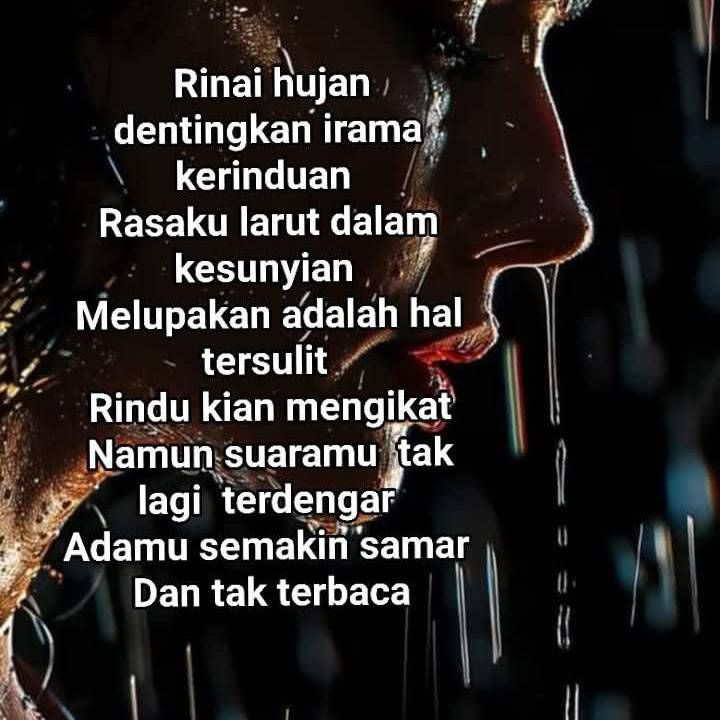 Rinai hujan
dentingkan irama
kerinduan
Rasaku larut dalam
kesunyian
Melupakan adalah hal
tersulit
Rindu kian mengikat
Namun suaramu tak
lagi terdengar
Adamu semakin samar
Dan tak terbaca